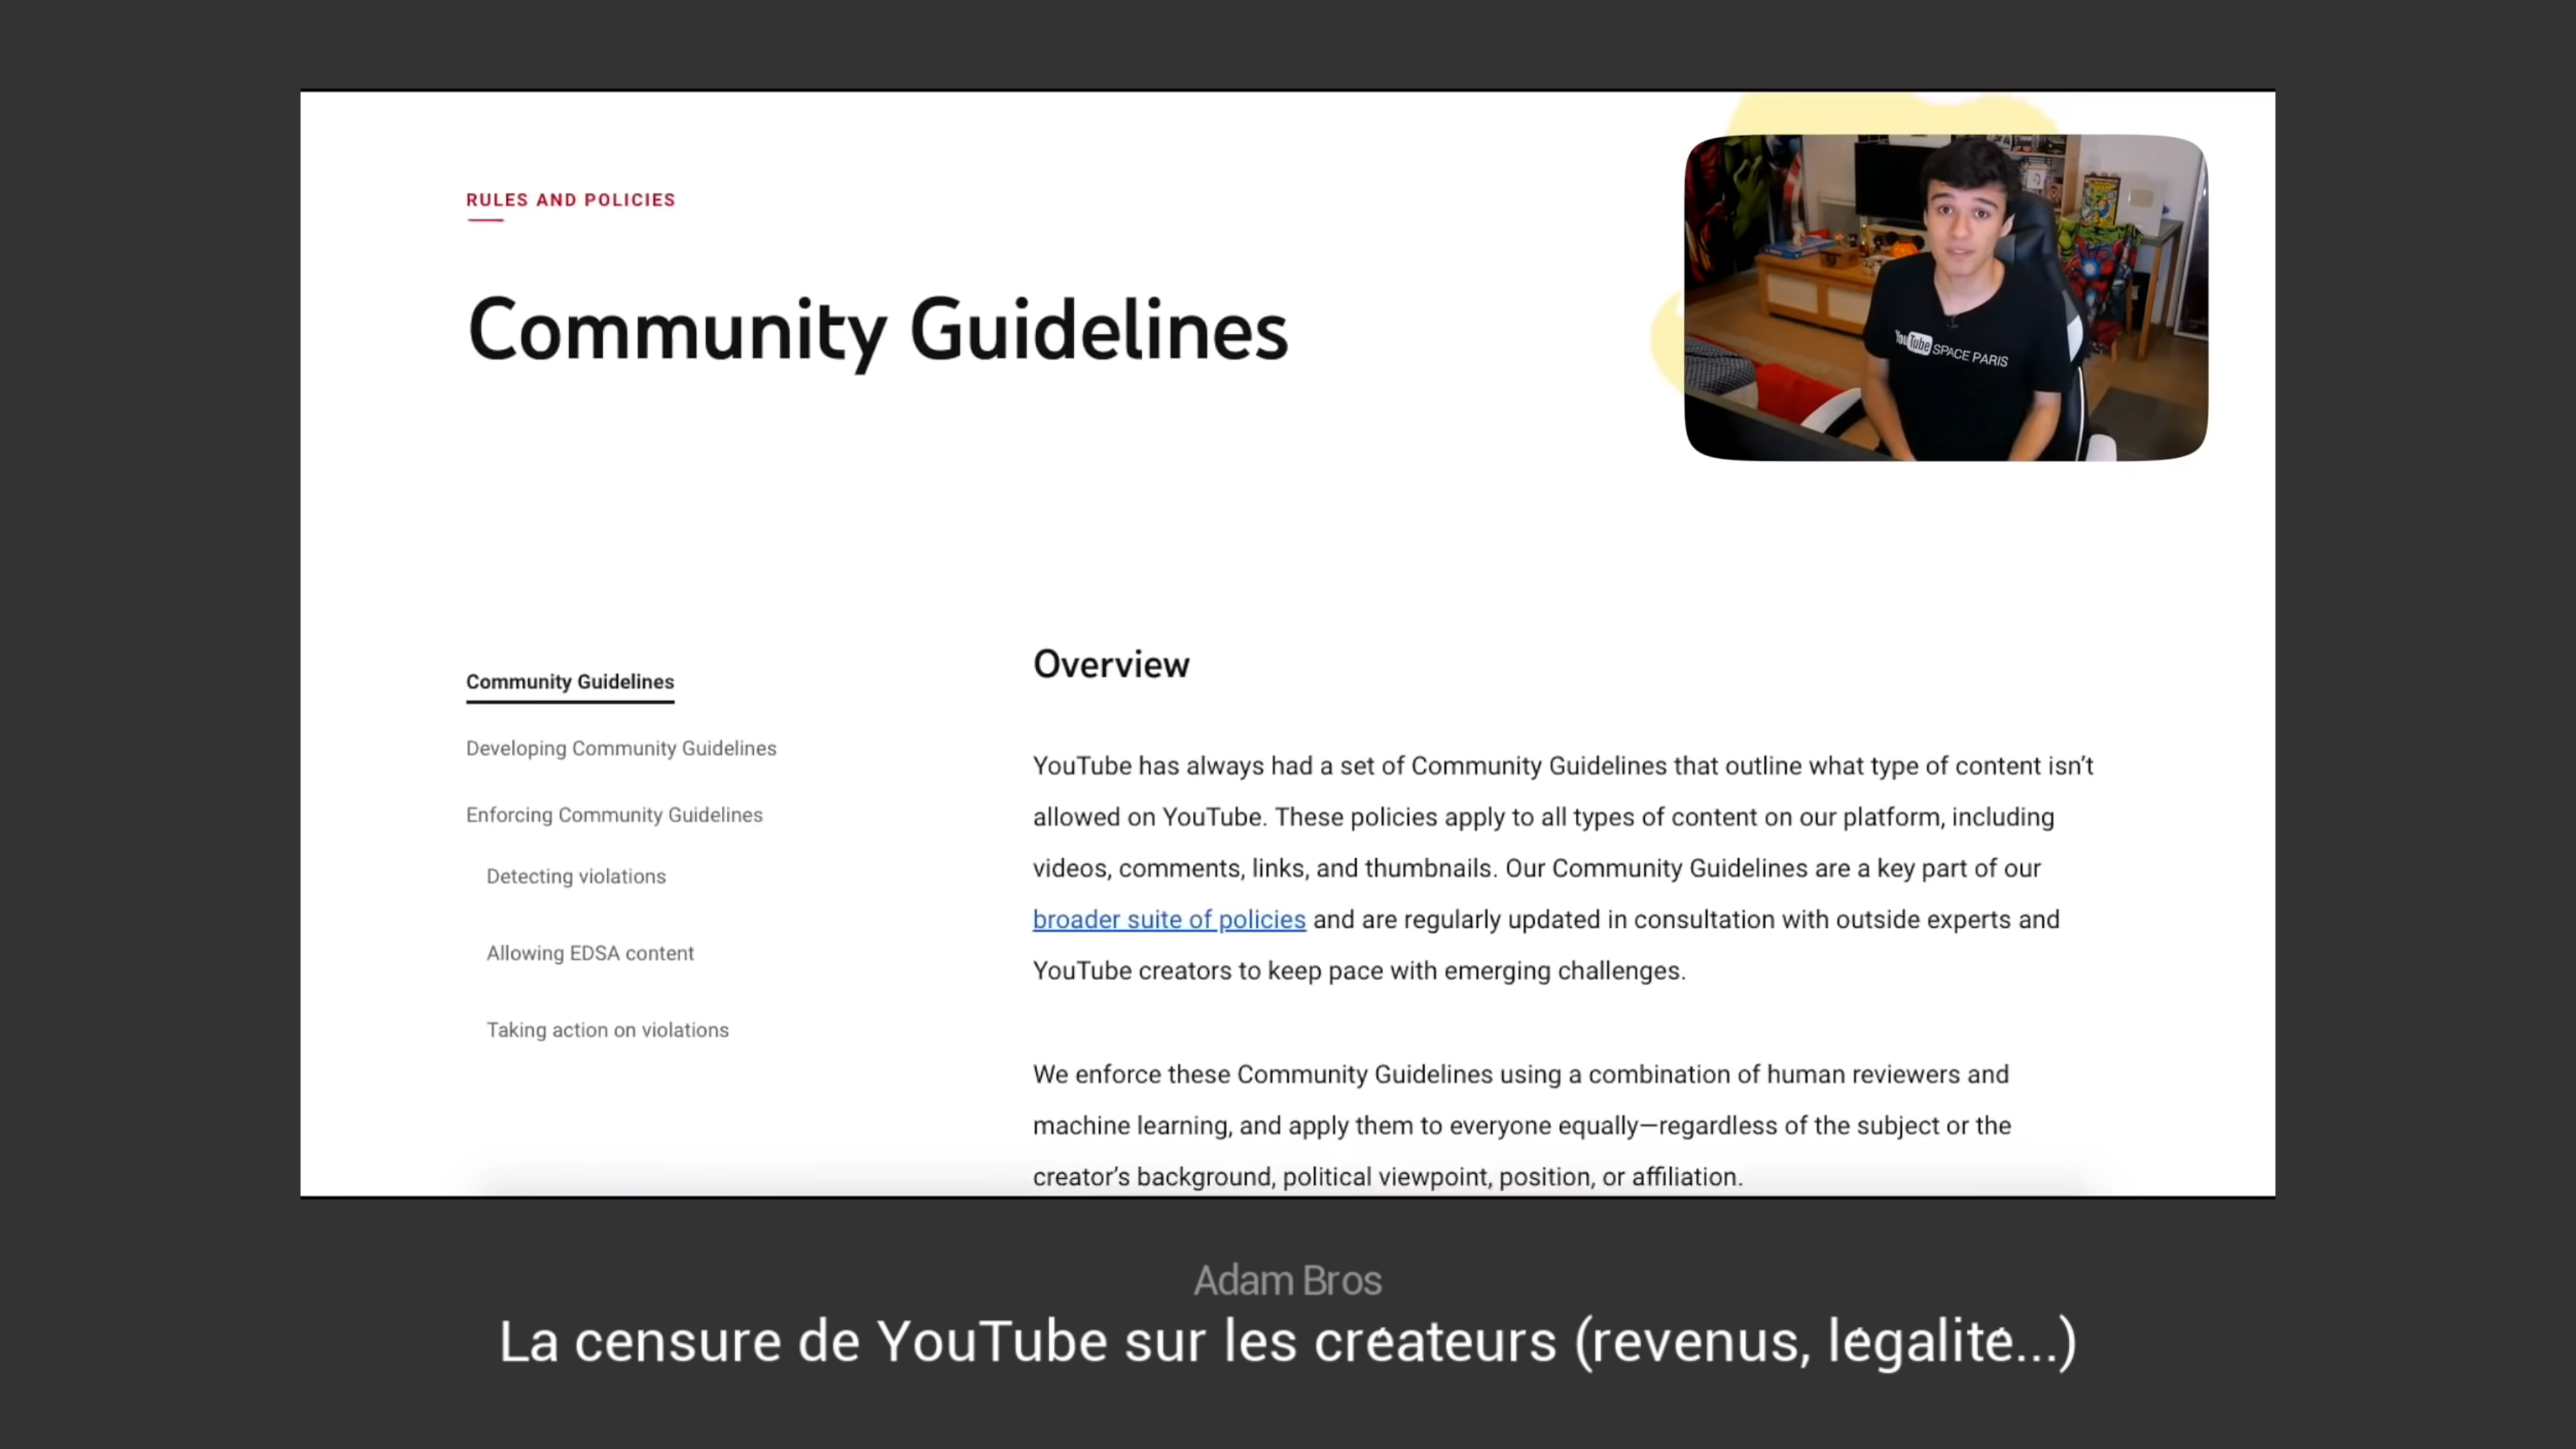 RULES AND POLICIES
Community Guidelines
YouTube SPACE PARIS
Community Guidelines
Developing Community Guidelines
Enforcing Community Guidelines
Detecting violations
Allowing EDSA content
Taking action on violations
Overview
YouTube has always had a set of Community Guidelines that outline what type of content isn’t
allowed on YouTube. These policies apply to all types of content on our platform, including
videos, comments, links, and thumbnails. Our Community Guidelines are a key part of our
broader suite of policies and are regularly updated in consultation with outside experts and
YouTube creators to keep pace with emerging challenges.
We enforce these Community Guidelines using a combination of human reviewers and
machine learning, and apply them to everyone equally—regardless of the subject or the
creator’s background, political viewpoint, position, or affiliation.
Adam Bros
La censure de YouTube sur les créateurs (revenus, légalité...)